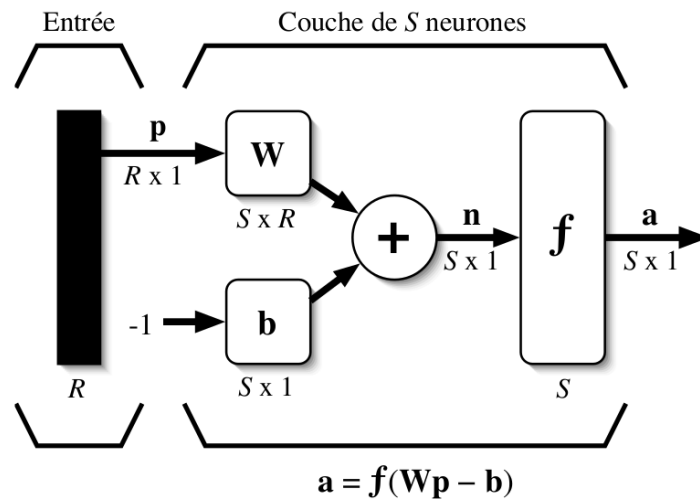 Entrée
Couche de S neurones
p
R x 1
W
S x R
+
n
S x 1
f
a
S x 1
-1
b
S x 1
R
S
a = f(Wp – b)